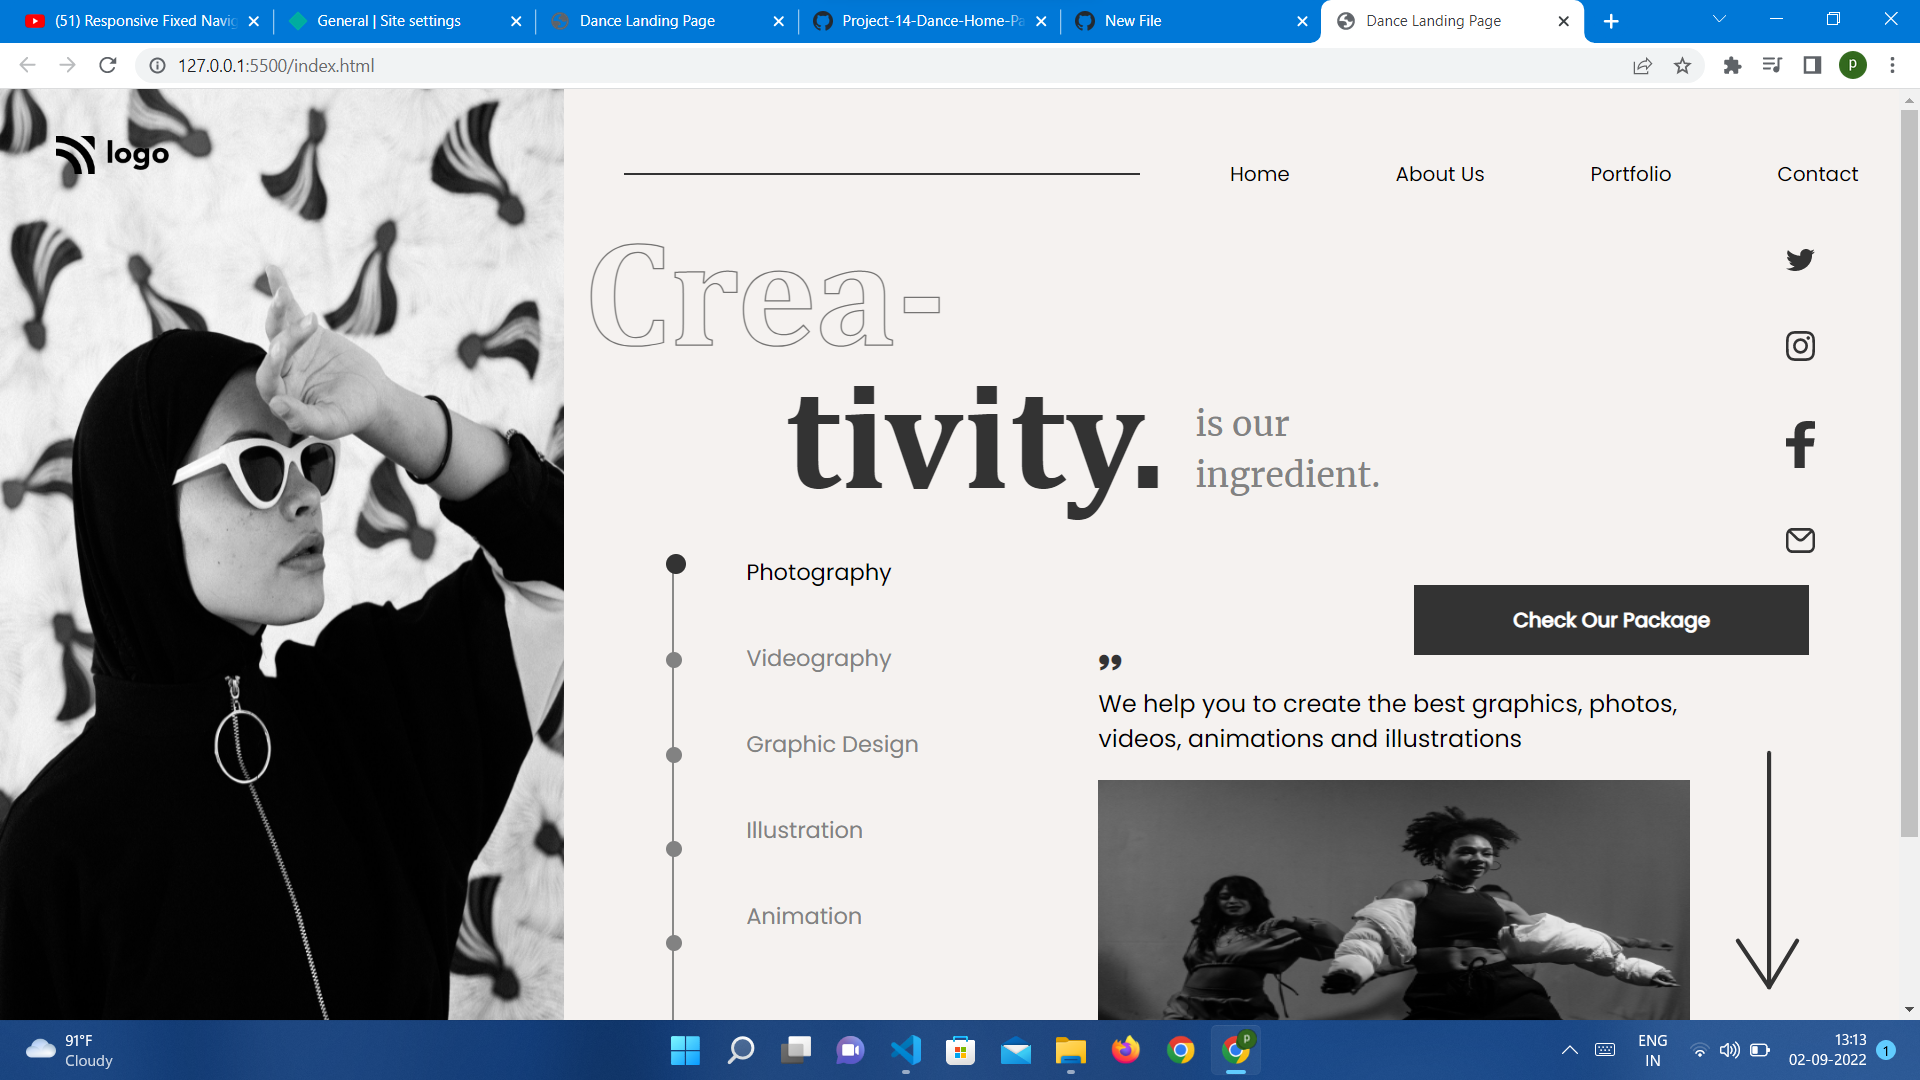 (51) Responsive Fixed Navig
General | Site settings
Dance Landing Page
Project-14-Dance-Home-Pa
New File
Dance Landing Page
127.0.0.1:5500/index.html
P
logo
Home
About Us
Portfolio
Contact
Crea-
tivity.
is our
ingredient.
Photography
Videography
Graphic Design
Illustration
Animation
Check Our Package
”
We help you to create the best graphics, photos,
videos, animations and illustrations
91°F
Cloudy
P
ENG
IN
13:13
02-09-2022
1